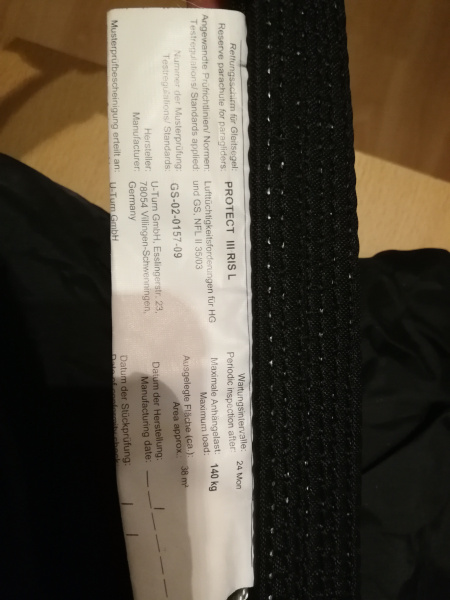 Rettungsschirm für Gleitsegel:
Reserve parachute for paragliders:
PROTECT III RIS L
Angewandte Prüfrichtlinien/ Normen:
Testregulations/ Standards applied
Lufttüchtigkeitsforderungen für HG
und GS, NFL II 35/03
Nummer der Musterprüfung:
Testregulations/ Standards:
GS-02-0157-09
Hersteller:
Manufacturer:
U-Turn GmbH, Esslingerstr. 23,
78054 Villingen-Schwenningen,
Germany
Musterprüfbescheinigung erteilt an:
U-Turn GmbH
Wartungsintervalle:
Periodic inspection after:
24 Mon
Maximale Anhängelast:
Maximum load:
140 kg
Ausgelegte Fläche (ca.):
Area approx.:
38 m²
Datum der Herstellung:
Manufacturing date:
Datum der Stückprüfung: